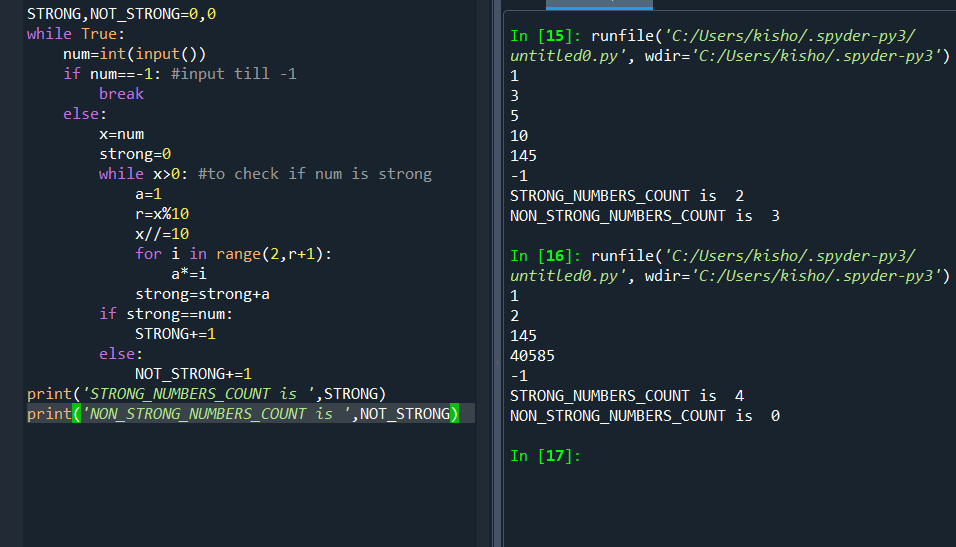 STRONG,NOT_STRONG=0,0
while True:
    num=int(input())
    if num==-1: #input till -1
        break
    else:
        x=num
        strong=0
        while x>0: #to check if num is strong
            a=1
            r=x%10
            x//=10
            for i in range(2,r+1):
                a*=i
            strong=strong+a
        if strong==num:
            STRONG+=1
        else:
            NOT_STRONG+=1
print('STRONG_NUMBERS_COUNT is ',STRONG)
print('NON_STRONG_NUMBERS_COUNT is ',NOT_STRONG)
In [15]: runfile('C:/Users/kisho/.spyder-py3/
untitled0.py', wdir='C:/Users/kisho/.spyder-py3')
1
3
5
10
145
-1
STRONG_NUMBERS_COUNT is  2
NON_STRONG_NUMBERS_COUNT is  3
In [16]: runfile('C:/Users/kisho/.spyder-py3/
untitled0.py', wdir='C:/Users/kisho/.spyder-py3')
1
2
145
40585
-1
STRONG_NUMBERS_COUNT is  4
NON_STRONG_NUMBERS_COUNT is  0
In [17]: